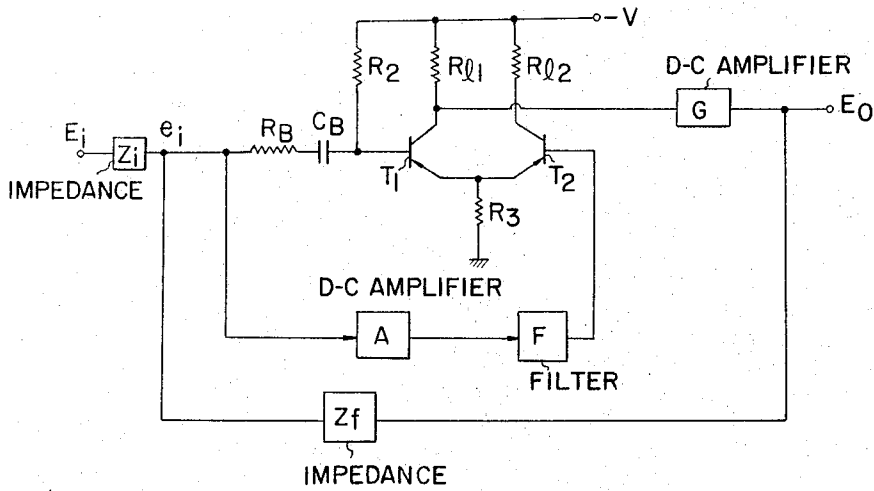 -V
R2
Rℓ1
Rℓ2
D-C AMPLIFIER
G
E0
Ei
Zi
ei
RB
CB
T1
T2
IMPEDANCE
R3
D-C AMPLIFIER
A
F
FILTER
Zf
IMPEDANCE